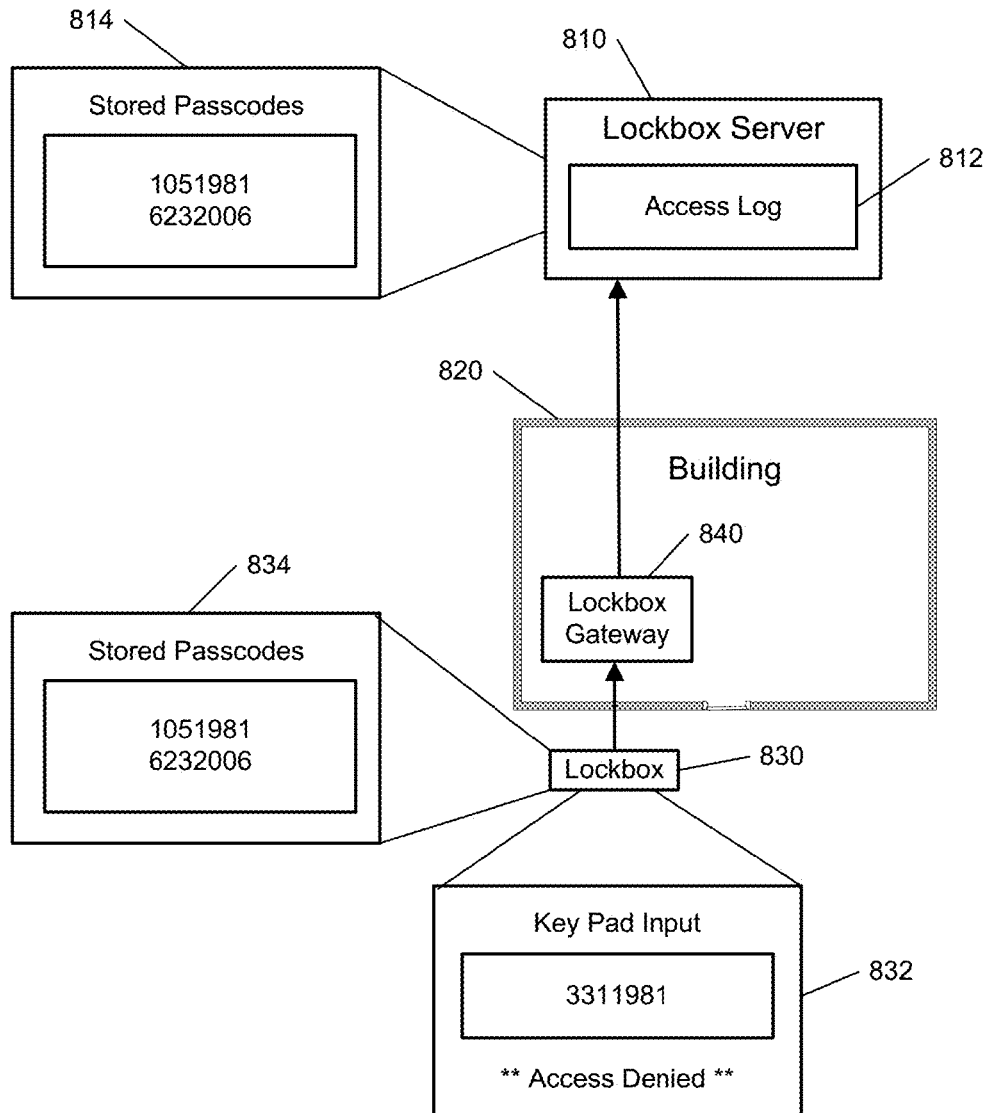 814
Stored Passcodes
1051981
6232006
810
Lockbox Server
812
Access Log
820
Building
840
Lockbox
Gateway
834
Stored Passcodes
1051981
6232006
Lockbox
830
Key Pad Input
3311981
832
** Access Denied **